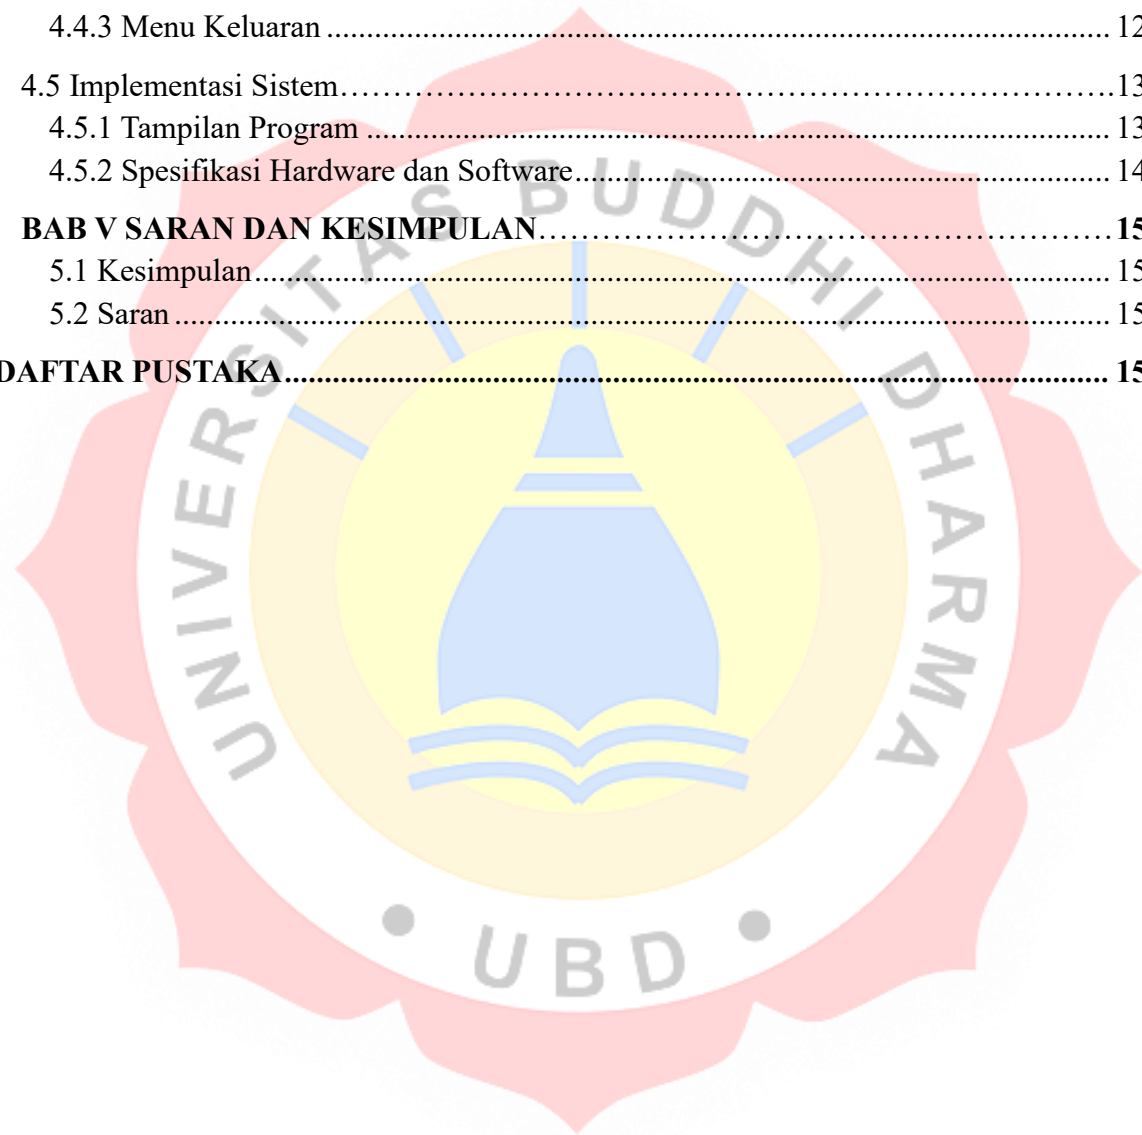 4.4.3 Menu Keluaran ........................................................................................................ 12
4.5 Implementasi Sistem……………………………………………………………………………….13
4.5.1 Tampilan Program ................................................................................................... 13
4.5.2 Spesifikasi Hardware dan Software....................................................................... 14
BAB V SARAN DAN KESIMPULAN…………………………………………………………15
5.1 Kesimpulan................................................................................................................. 15
5.2 Saran ............................................................................................................................ 15
DAFTAR PUSTAKA......................................................................................................... 15
UNIVERSITAS BUDDHI DHARMA
• UBD •